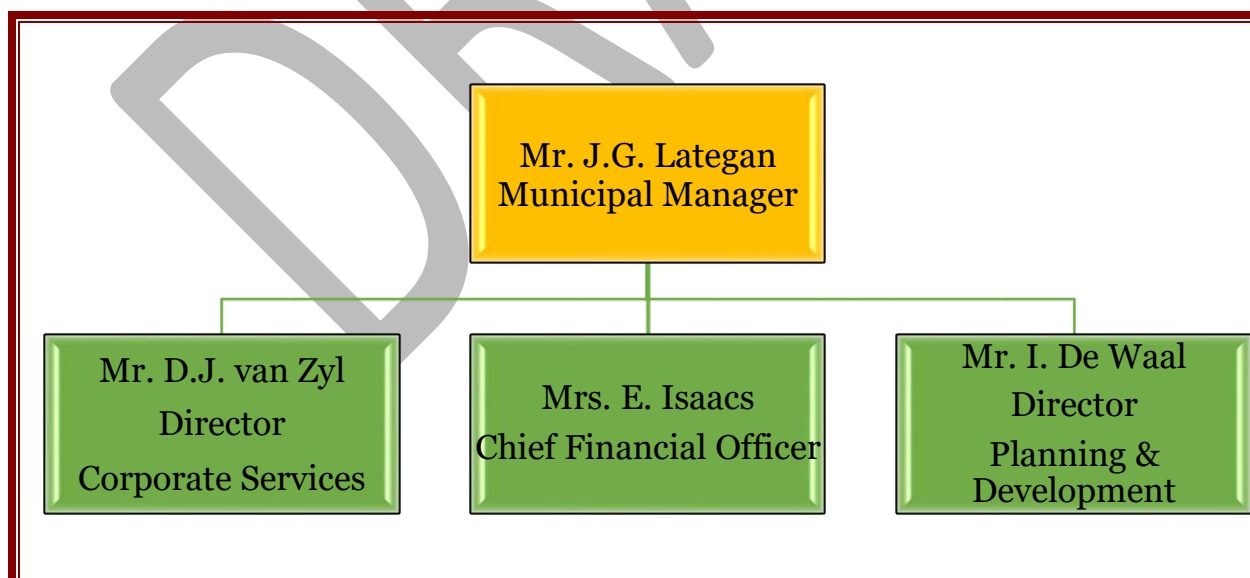 Mr. J.G. Lategan
Municipal Manager
Mr. D.J. van Zyl
Director
Corporate Services
Mrs. E. Isaacs
Chief Financial Officer
Mr. I. De Waal
Director
Planning &
Development